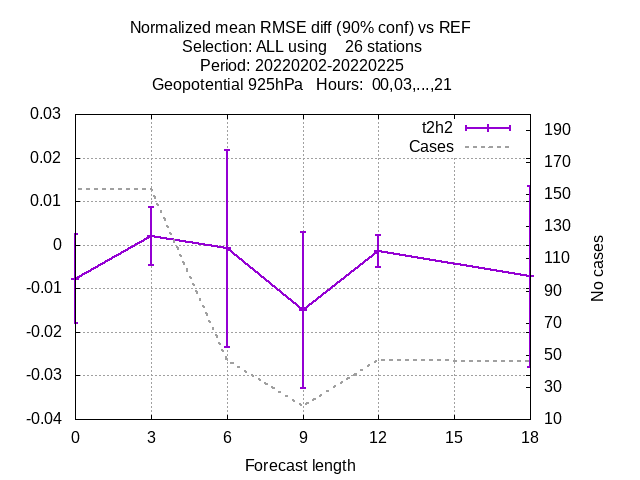 Normalized mean RMSE diff (90% conf) vs REF
Selection: ALL using    26 stations
Period: 20220202-20220225
Geopotential 925hPa   Hours:  00,03,...,21
t2h2
Cases
0.03
0.02
0.01
0
-0.01
-0.02
-0.03
-0.04
190
170
150
130
110
90
70
50
30
10
No cases
0 3 6 9 12 15 18
Forecast length